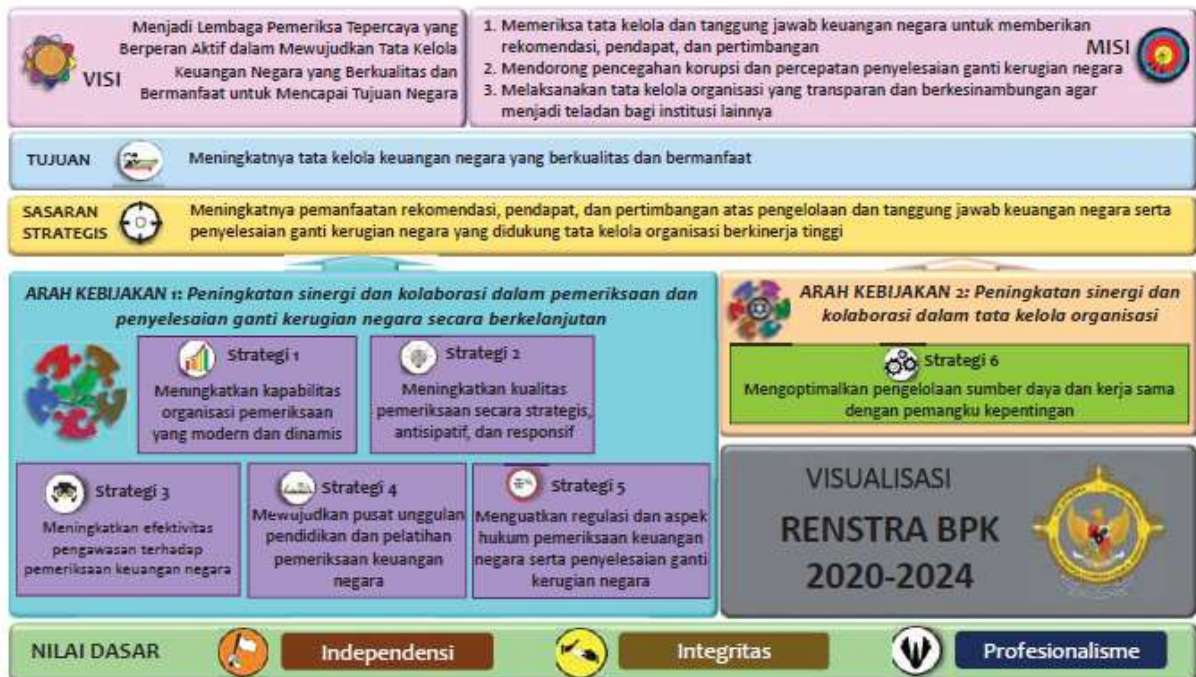 VISI
Menjadi Lembaga Pemeriksa Tepercaya yang
Berperan Aktif dalam Mewujudkan Tata Kelola
Keuangan Negara yang Berkualitas dan
Bermanfaat untuk Mencapai Tujuan Negara
MISI
1. Memeriksa tata kelola dan tanggung jawab keuangan negara untuk memberikan
rekomendasi, pendapat, dan pertimbangan
2. Mendorong pencegahan korupsi dan percepatan penyelesaian ganti kerugian negara
3. Melaksanakan tata kelola organisasi yang transparan dan berkesinambungan agar
menjadi teladan bagi institusi lainnya
TUJUAN
Meningkatnya tata kelola keuangan negara yang berkualitas dan bermanfaat
SASARAN
STRATEGIS
Meningkatnya pemanfaatan rekomendasi, pendapat, dan pertimbangan atas pengelolaan dan tanggung jawab keuangan negara serta
penyelesaian ganti kerugian negara yang didukung tata kelola organisasi berkinerja tinggi
ARAH KEBIJAKAN 1: Peningkatan sinergi dan kolaborasi dalam pemeriksaan dan
penyelesaian ganti kerugian negara secara berkelanjutan
Strategi 1
Meningkatkan kapabilitas
organisasi pemeriksaan
yang modern dan dinamis
Strategi 2
Meningkatkan kualitas
pemeriksaan secara strategis,
antisipatif, dan responsif
Strategi 3
Meningkatkan efektivitas
pengawasan terhadap
pemeriksaan keuangan negara
Strategi 4
Mewujudkan pusat unggulan
pendidikan dan pelatihan
pemeriksaan keuangan
negara
Strategi 5
Menguatkan regulasi dan aspek
hukum pemeriksaan keuangan
negara serta penyelesaian ganti
kerugian negara
ARAH KEBIJAKAN 2: Peningkatan sinergi dan
kolaborasi dalam tata kelola organisasi
Strategi 6
Mengoptimalkan pengelolaan sumber daya dan kerja sama
dengan pemangku kepentingan
VISUALISASI
RENSTRA BPK
2020-2024
NILAI DASAR
Independensi
Integritas
Profesionalisme